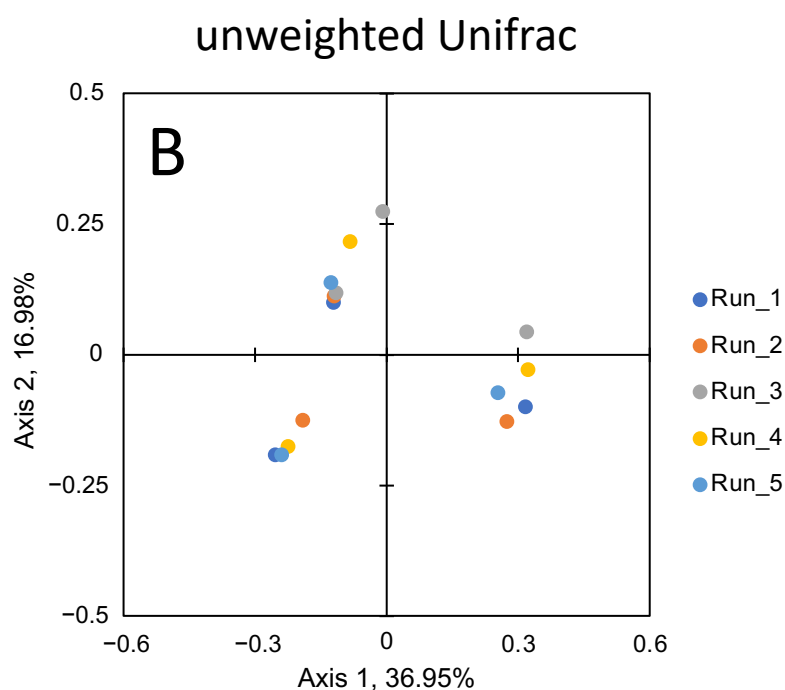 unweighted Unifrac
B
0.5
0.25
0
−0.25
−0.5
−0.6
−0.3
0
0.3
0.6
Axis 2, 16.98%
Axis 1, 36.95%
Run_1
Run_2
Run_3
Run_4
Run_5